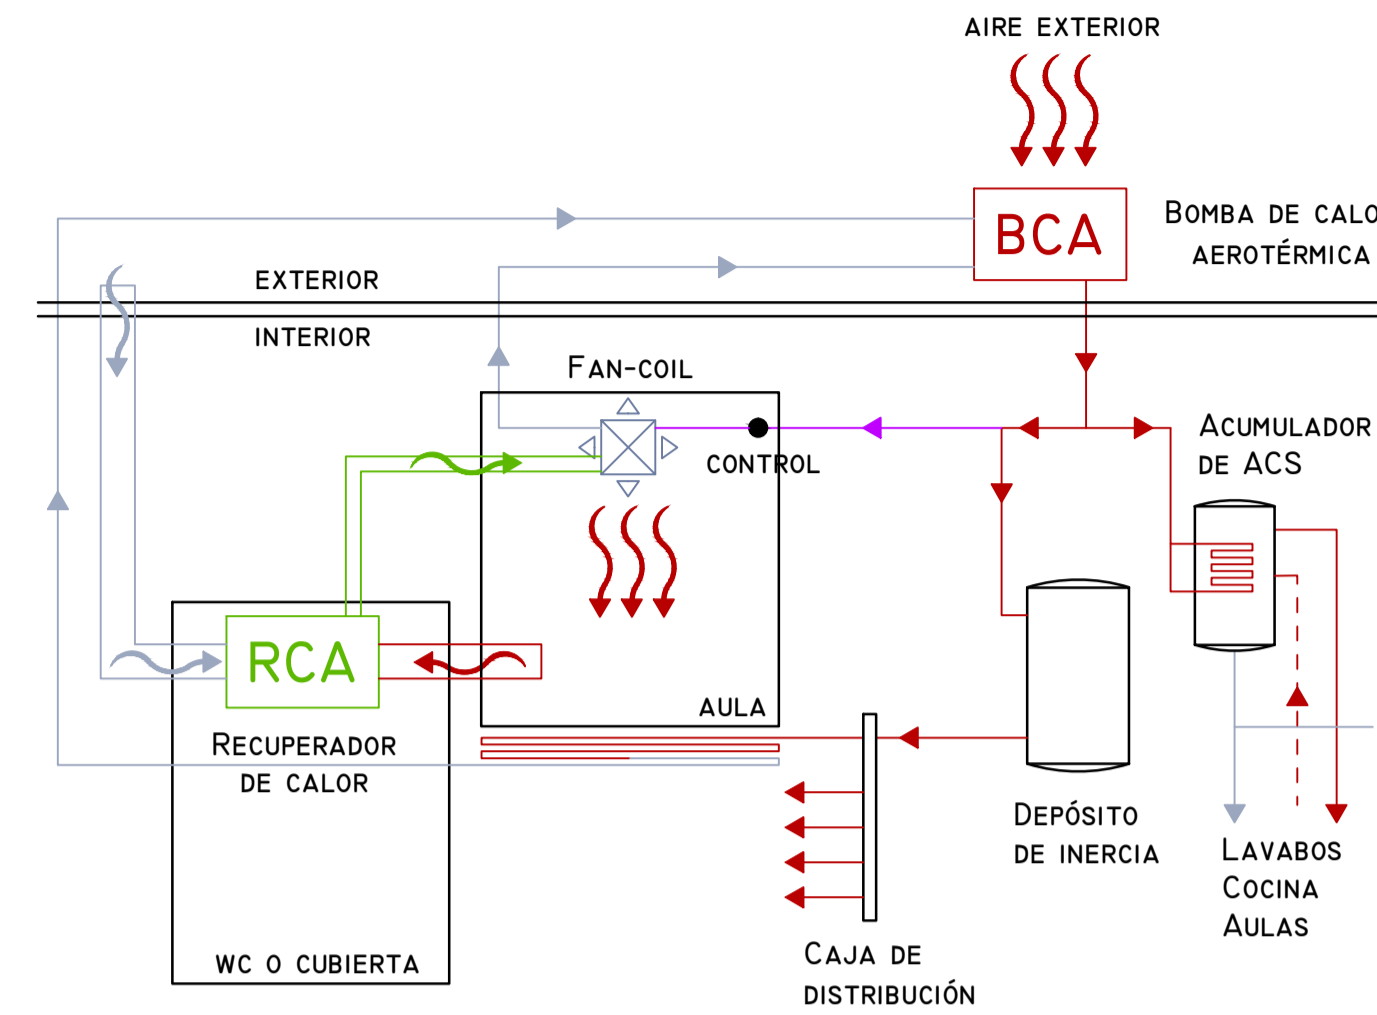 AIRE EXTERIOR
BCA
BOMBA DE CALO
AEROTÉRMICA
EXTERIOR
INTERIOR
FAN-COIL
CONTROL
ACUMULADOR
DE ACS
RCA
AULA
RECUPERADOR
DE CALOR
DEPÓSITO
DE INERCIA
LAVABOS
COCINA
AULAS
WC O CUBIERTA
CAJA DE
DISTRIBUCIÓN